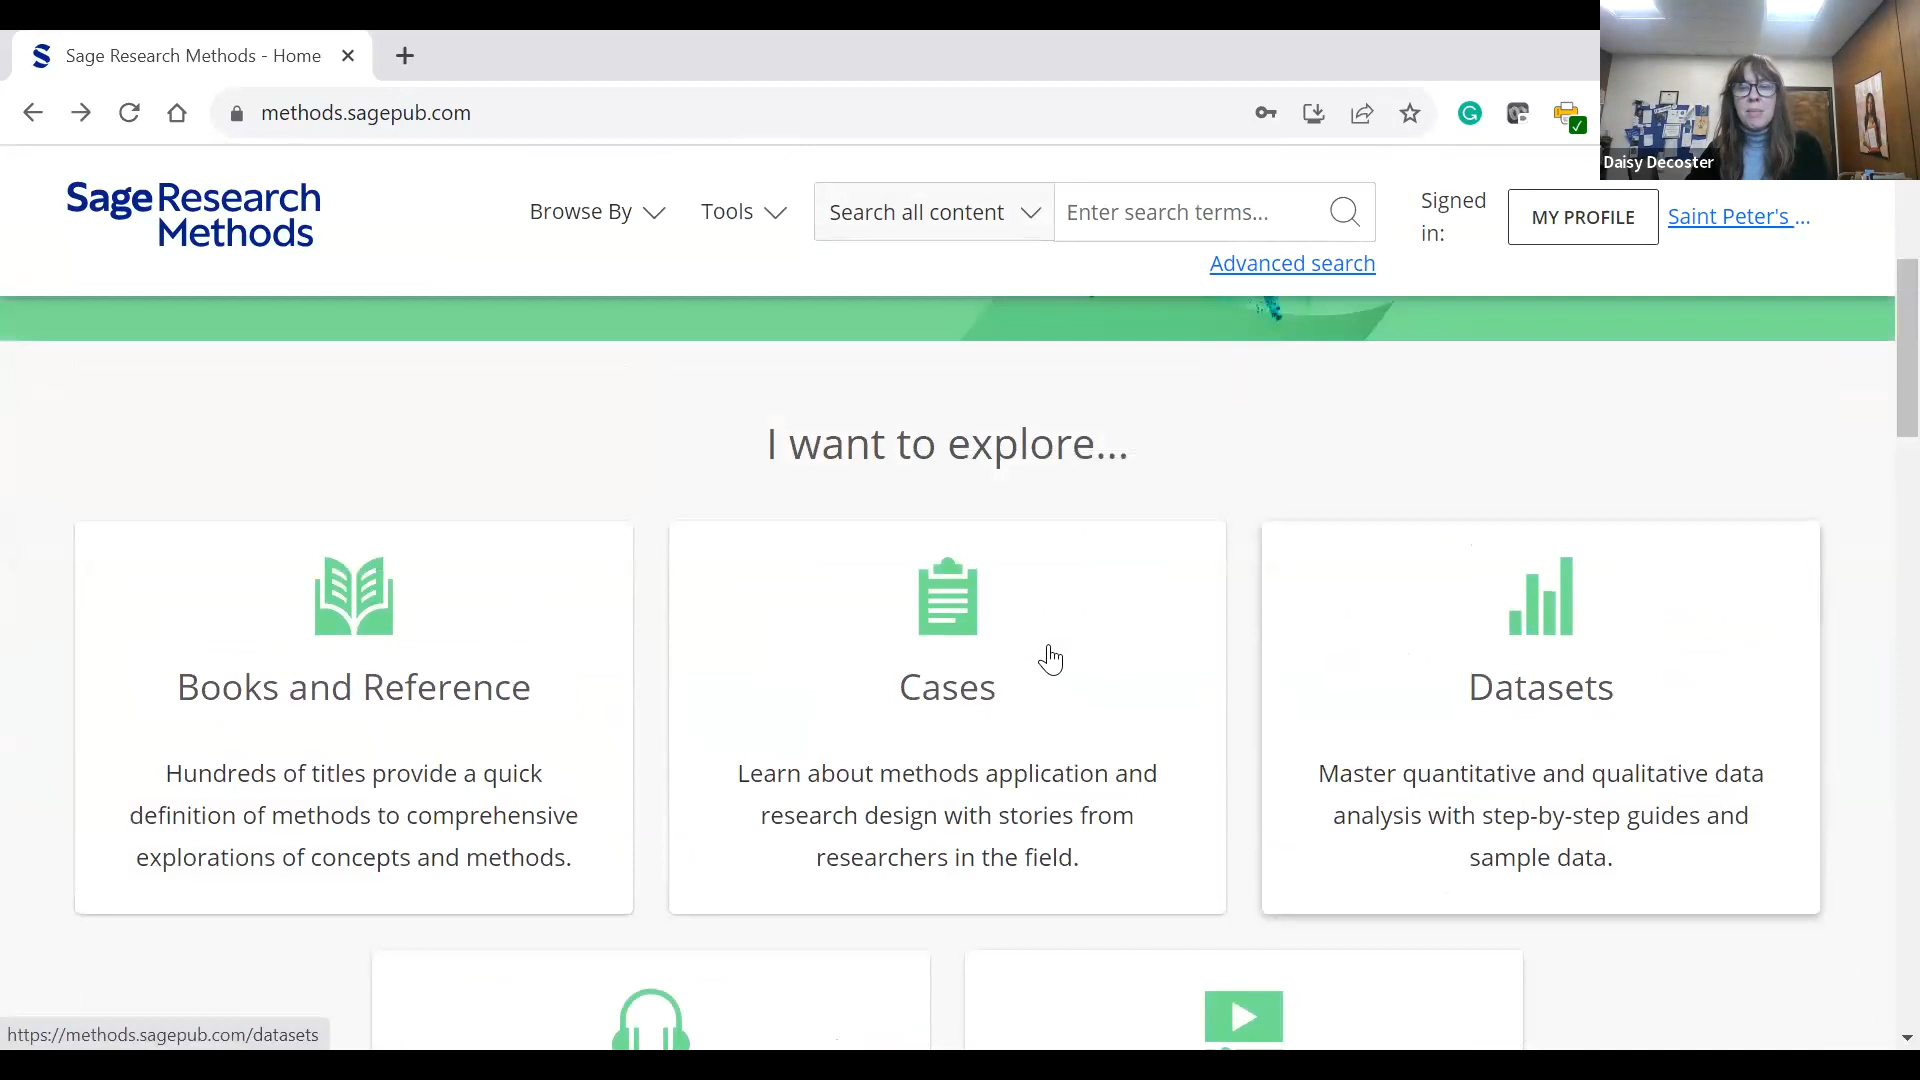 Sage Research Methods - Home
methods.sagepub.com
Daisy Decoster
Sage Research
Methods
Browse By
Tools
Search all content
Enter search terms...
Advanced search
Signed
in:
MY PROFILE
Saint Peter's ...
I want to explore...
Books and Reference
Hundreds of titles provide a quick
definition of methods to comprehensive
explorations of concepts and methods.
Cases
Learn about methods application and
research design with stories from
researchers in the field.
Datasets
Master quantitative and qualitative data
analysis with step-by-step guides and
sample data.
https://methods.sagepub.com/datasets